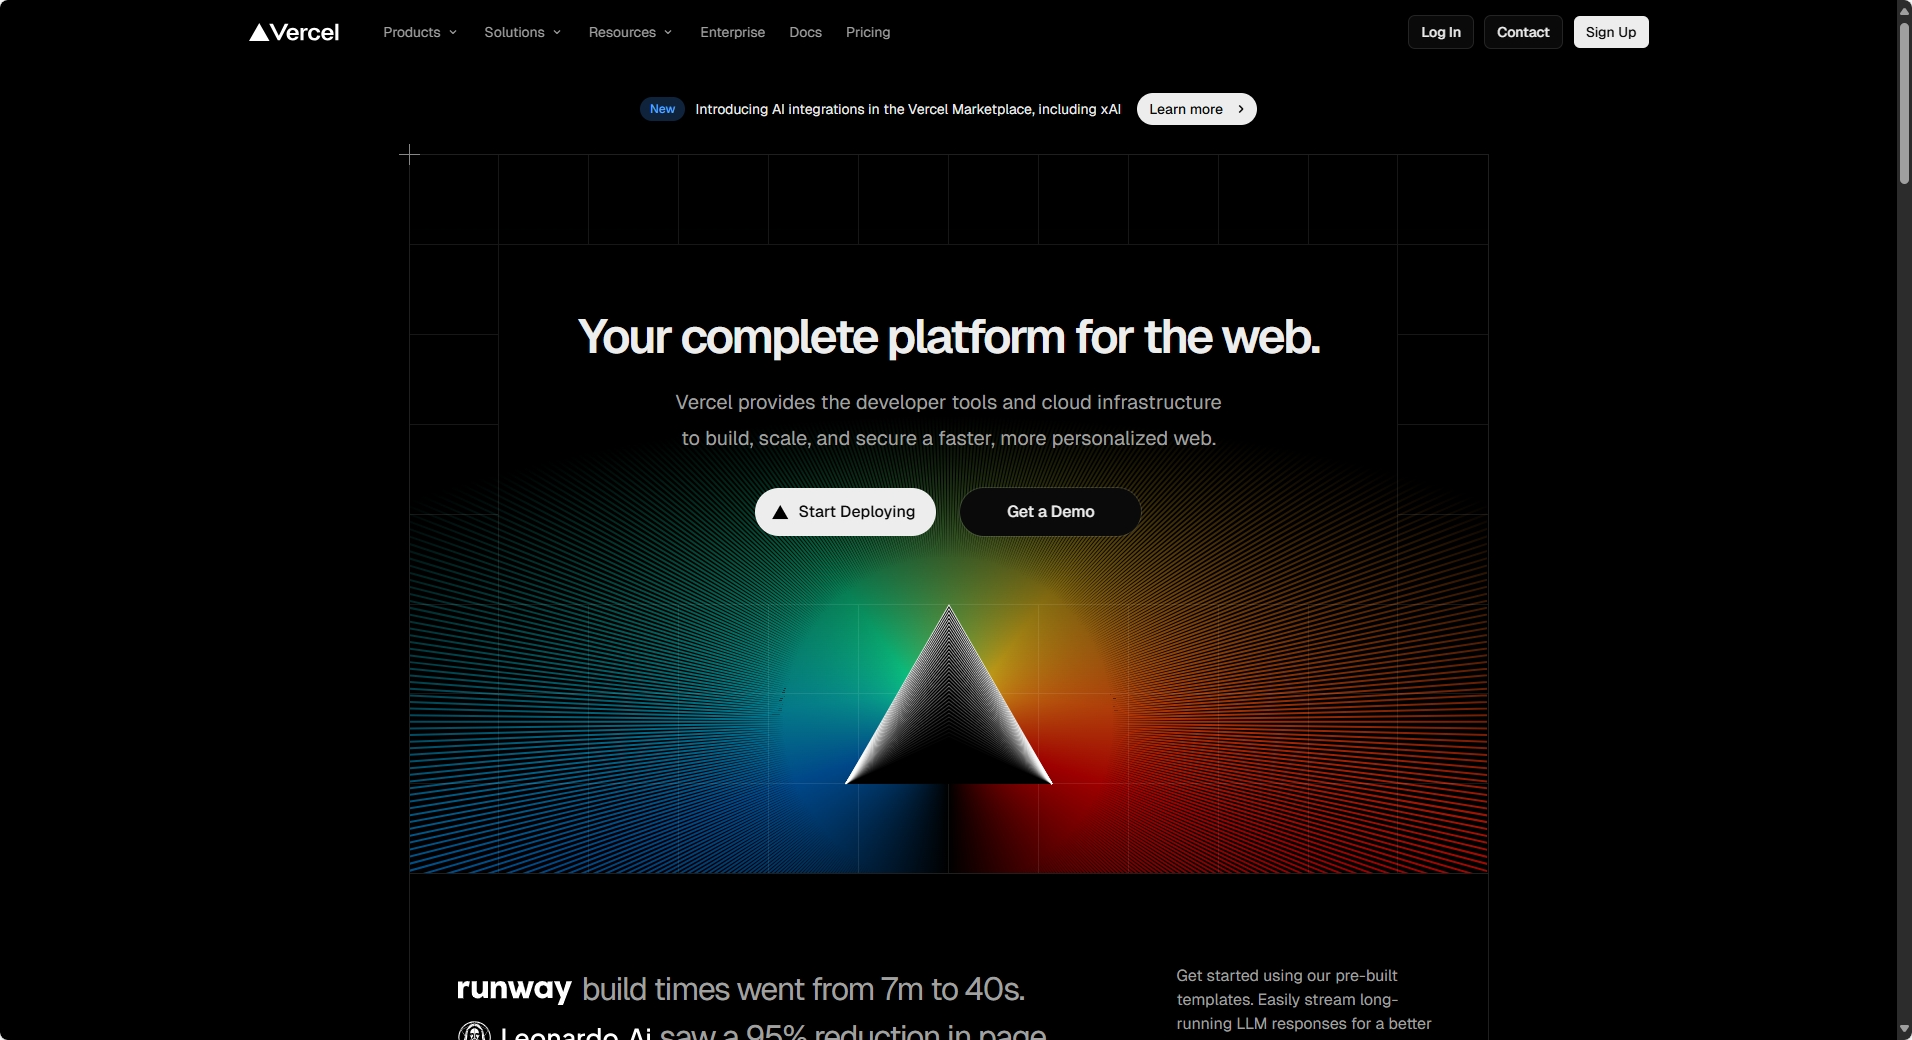 Vercel Products Solutions Resources Enterprise Docs Pricing Log In Contact Sign Up
New Introducing AI integrations in the Vercel Marketplace, including xAI Learn more
Your complete platform for the web.
Vercel provides the developer tools and cloud infrastructure
to build, scale, and secure a faster, more personalized web.
Start Deploying Get a Demo
runway build times went from 7m to 40s.
Leonardo.Ai saw a 95% reduction in page
Get started using our pre-built
templates. Easily stream long-
running LLM responses for a better